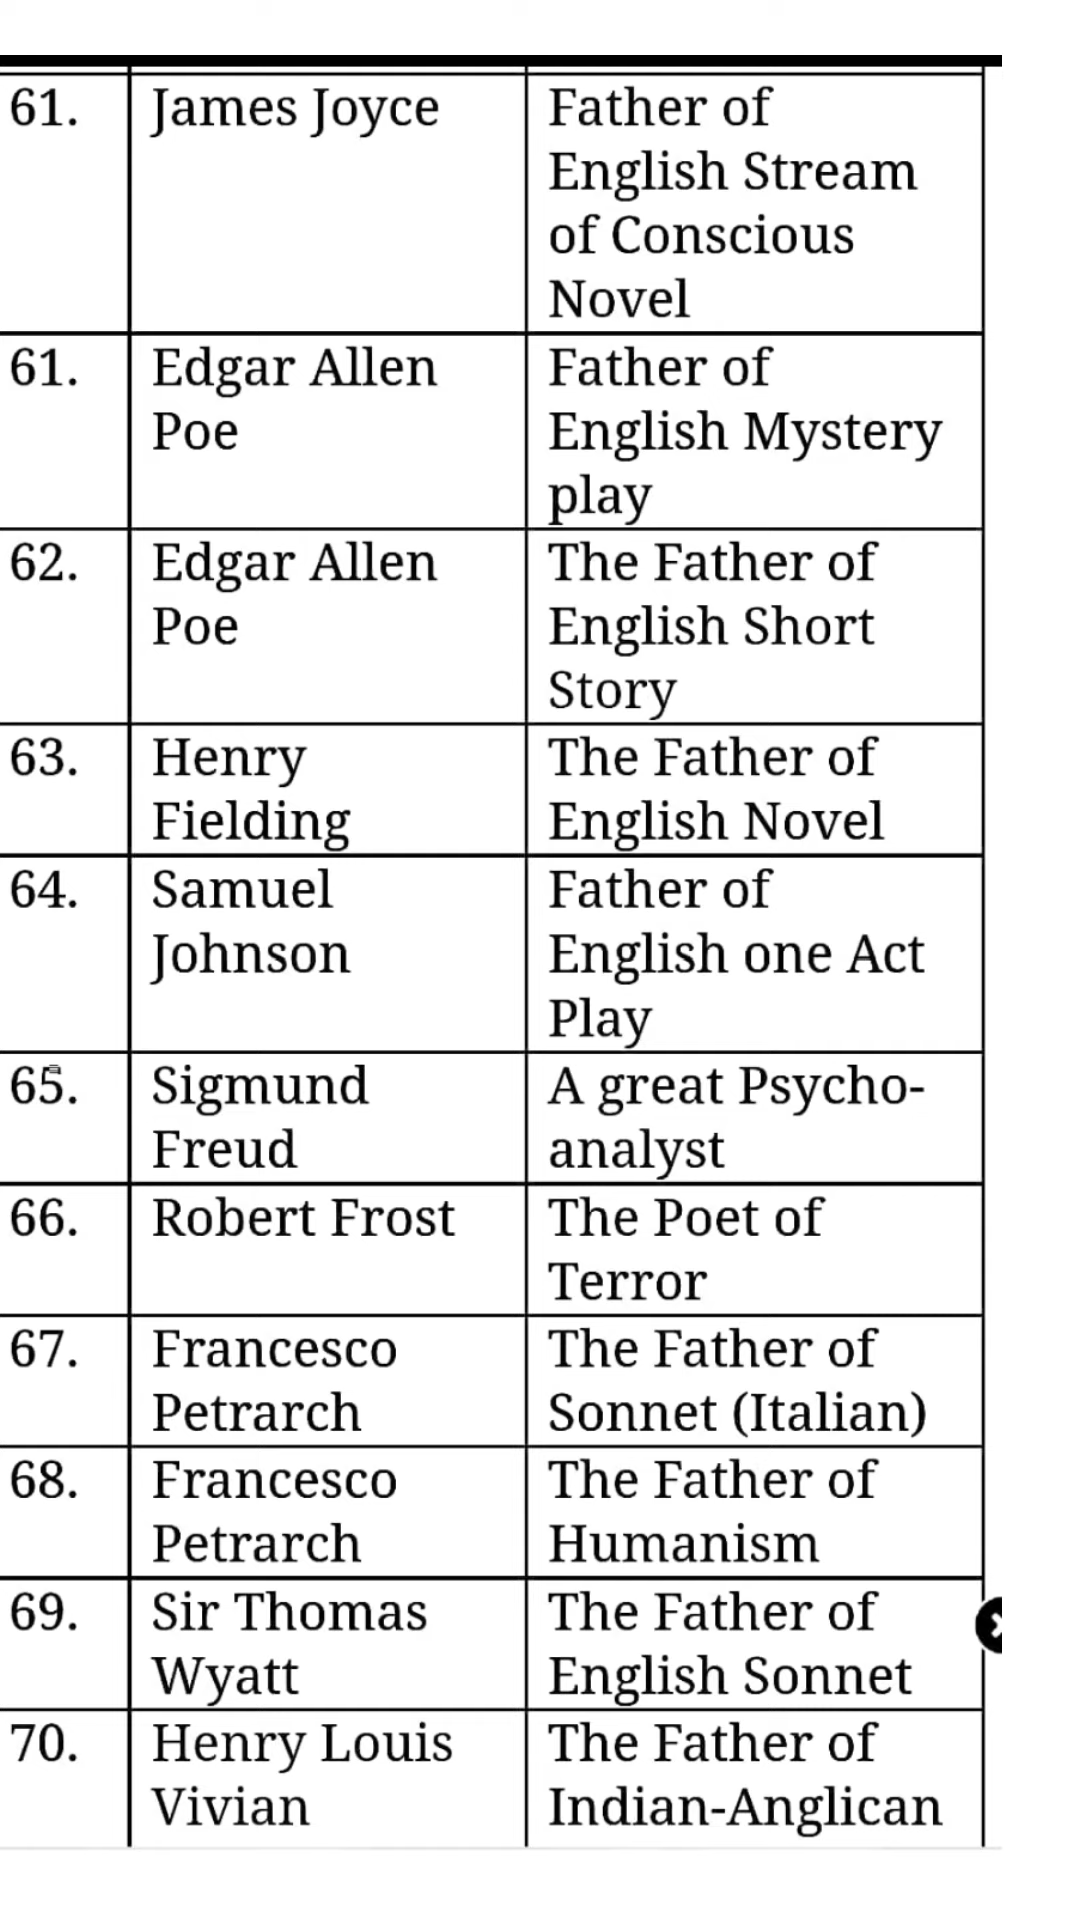 61. James Joyce Father of
English Stream
of Conscious
Novel
61. Edgar Allen Father of
Poe English Mystery
play
62. Edgar Allen The Father of
Poe English Short
Story
63. Henry The Father of
Fielding English Novel
64. Samuel Father of
Johnson English one Act
Play
65. Sigmund A great Psycho-
Freud analyst
66. Robert Frost The Poet of
Terror
67. Francesco The Father of
Petrarch Sonnet (Italian)
68. Francesco The Father of
Petrarch Humanism
69. Sir Thomas The Father of
Wyatt English Sonnet
70. Henry Louis The Father of
Vivian Indian-Anglican